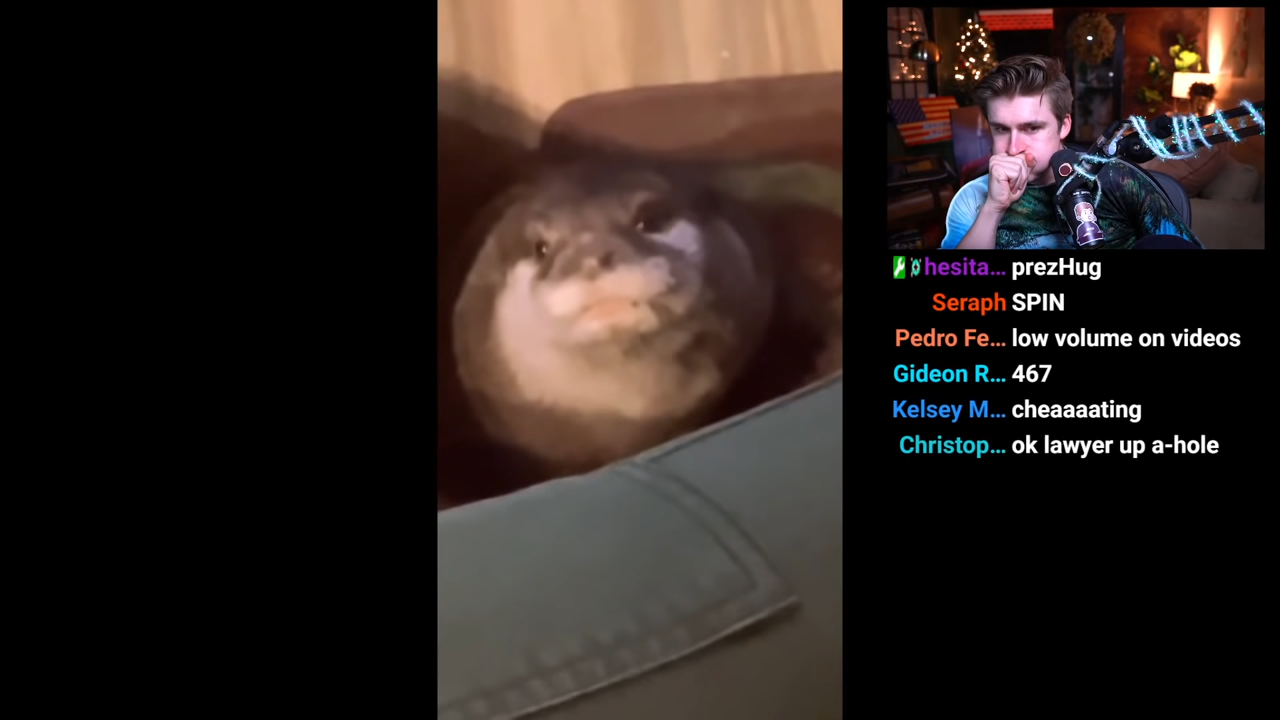 hesita… prezHug
Seraph SPIN
Pedro Fe… low volume on videos
Gideon R… 467
Kelsey M… cheaaaating
Christop… ok lawyer up a-hole